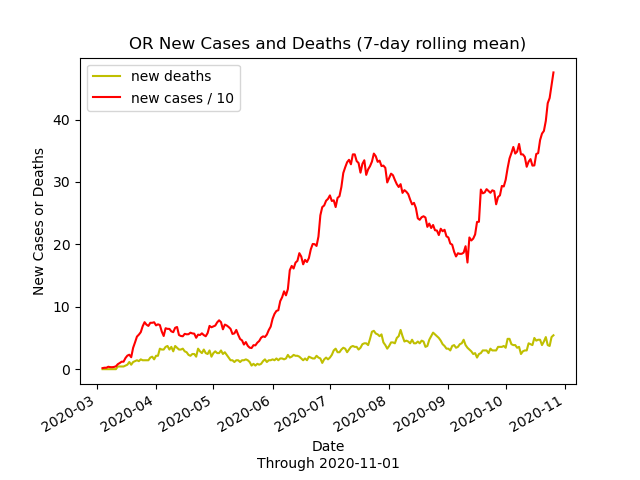 OR New Cases and Deaths (7-day rolling mean)
new deaths
new cases / 10
New Cases or Deaths
40
30
20
10
0
2020-03
2020-04
2020-05
2020-06
2020-07
2020-08
2020-09
2020-10
2020-11
Date
Through 2020-11-01